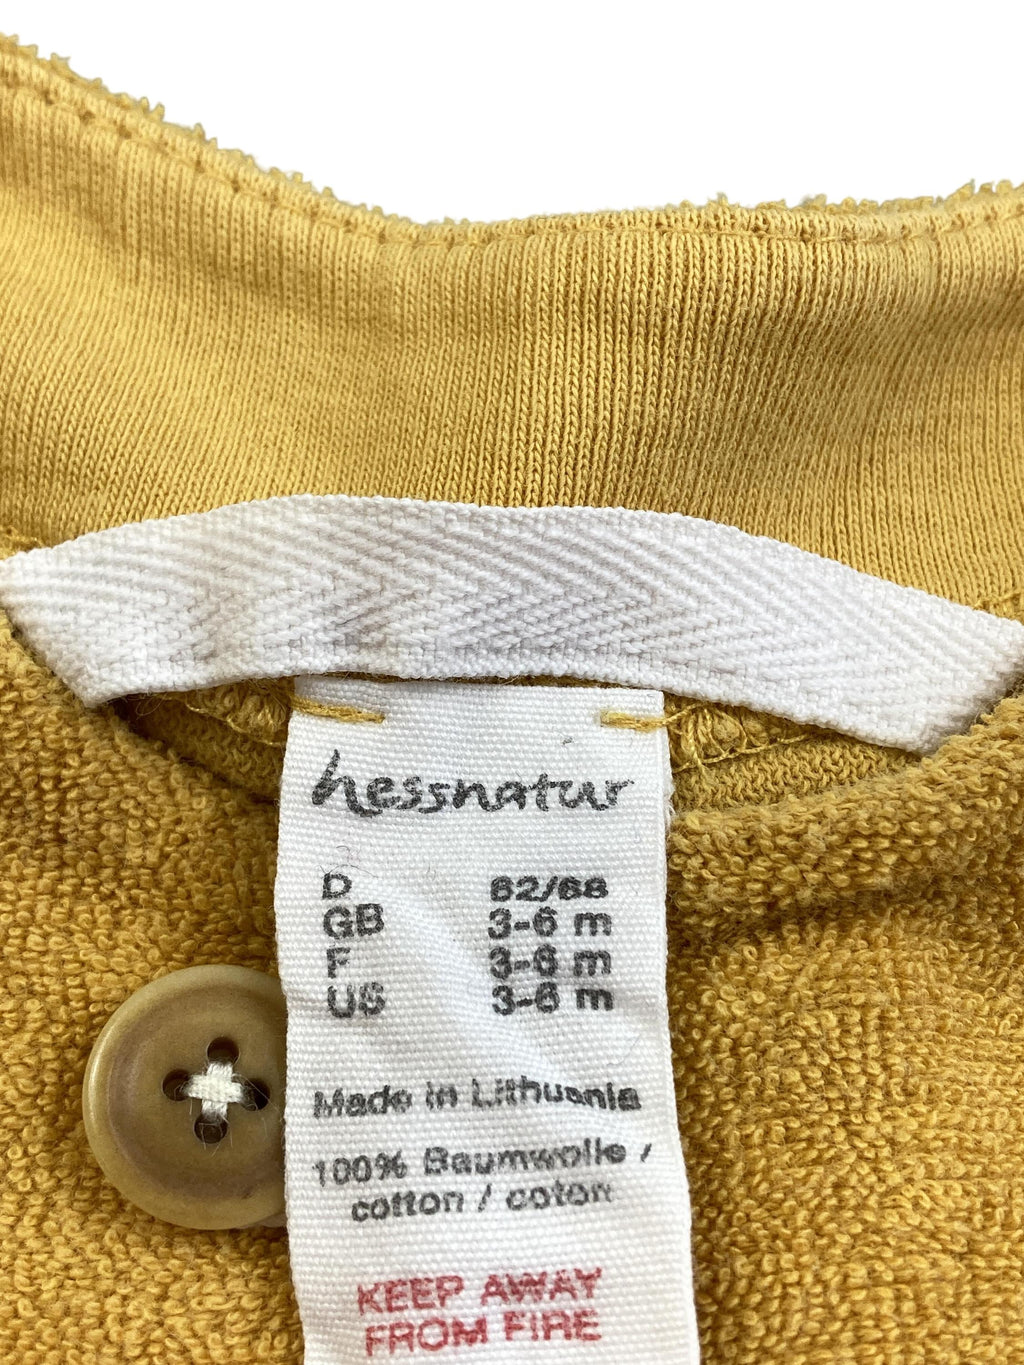 hessnatur
D 62/68
GB 3-6 m
F 3-6 m
US 3-6 m
Made in Lithuania
100% Baumwolle /
cotton / coton
KEEP AWAY
FROM FIRE